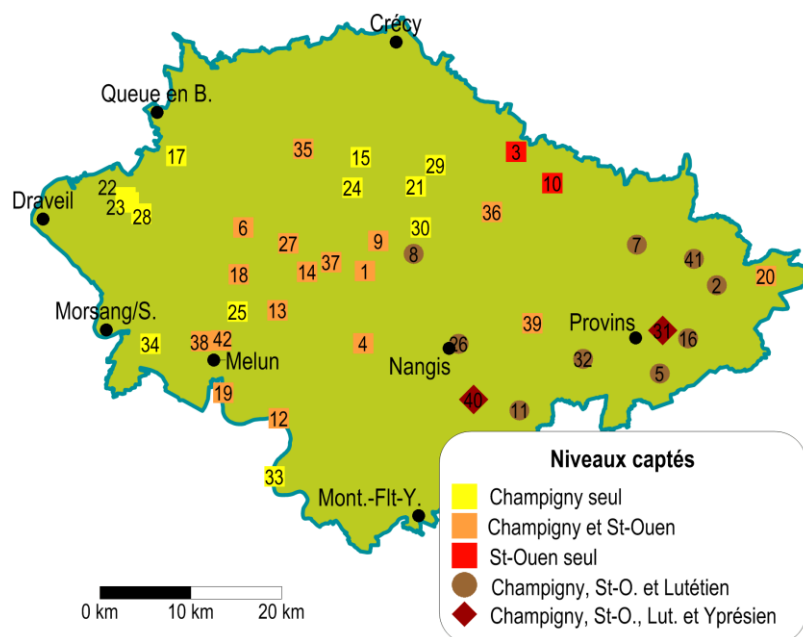 Crécy
Queue en B.
35
3
17
15
29
24
21
10
22
23
28
Draveil
36
6
30
9
27
7
8
37
41
18
14
1
2
20
25
13
Morsang/S.
39
Provins
31
34
38
42
4
26
16
Melun
Nangis
32
5
19
40
11
12
33
Mont.-Flt-Y.
Niveaux captés
Champigny seul
Champigny et St-Ouen
St-Ouen seul
Champigny, St-O. et Lutétien
Champigny, St-O., Lut. et Yprésien
0 km
10 km
20 km